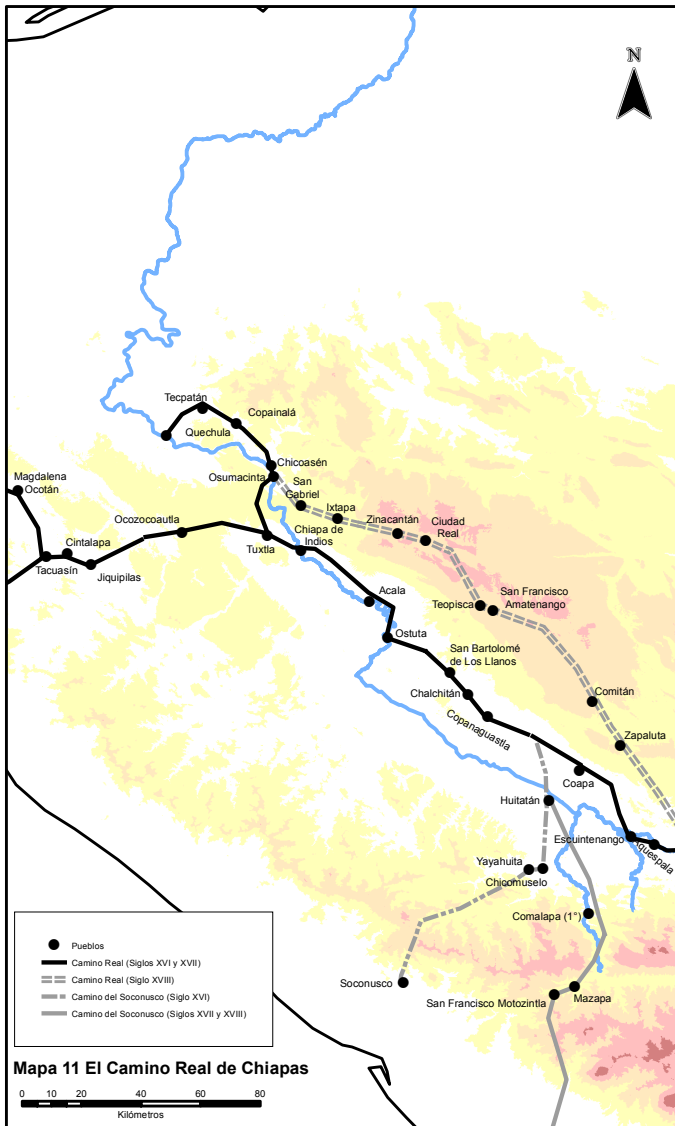 N
Tecpatán
Copainalá
Quechula
Chicoasén
Osumacinta
San
Gabriel
Magdalena
Ocotán
Ixtapa
Zinacantán
Ciudad
Real
Ocozocoautla
Chiapa de
Indios
Cintalapa
Tuxtla
Tacuasín
Jiquipilas
Acala
San Francisco
Amatenango
Teopisca
Ostuta
San Bartolomé
de Los Llanos
Chalchitán
Comitán
Copanaguastla
Zapaluta
Coapa
Huitatán
Escuintenango
Aquespala
Yayahuita
Chicomuselo
Comalapa (1°)
Soconusco
San Francisco Motozintla
Mazapa
Pueblos
Camino Real (Siglos XVI y XVII)
Camino Real (Siglo XVIII)
Camino del Soconusco (Siglo XVI)
Camino del Soconusco (Siglos XVII y XVIII)
Mapa 11 El Camino Real de Chiapas
0 10 20 40 60 80
Kilómetros